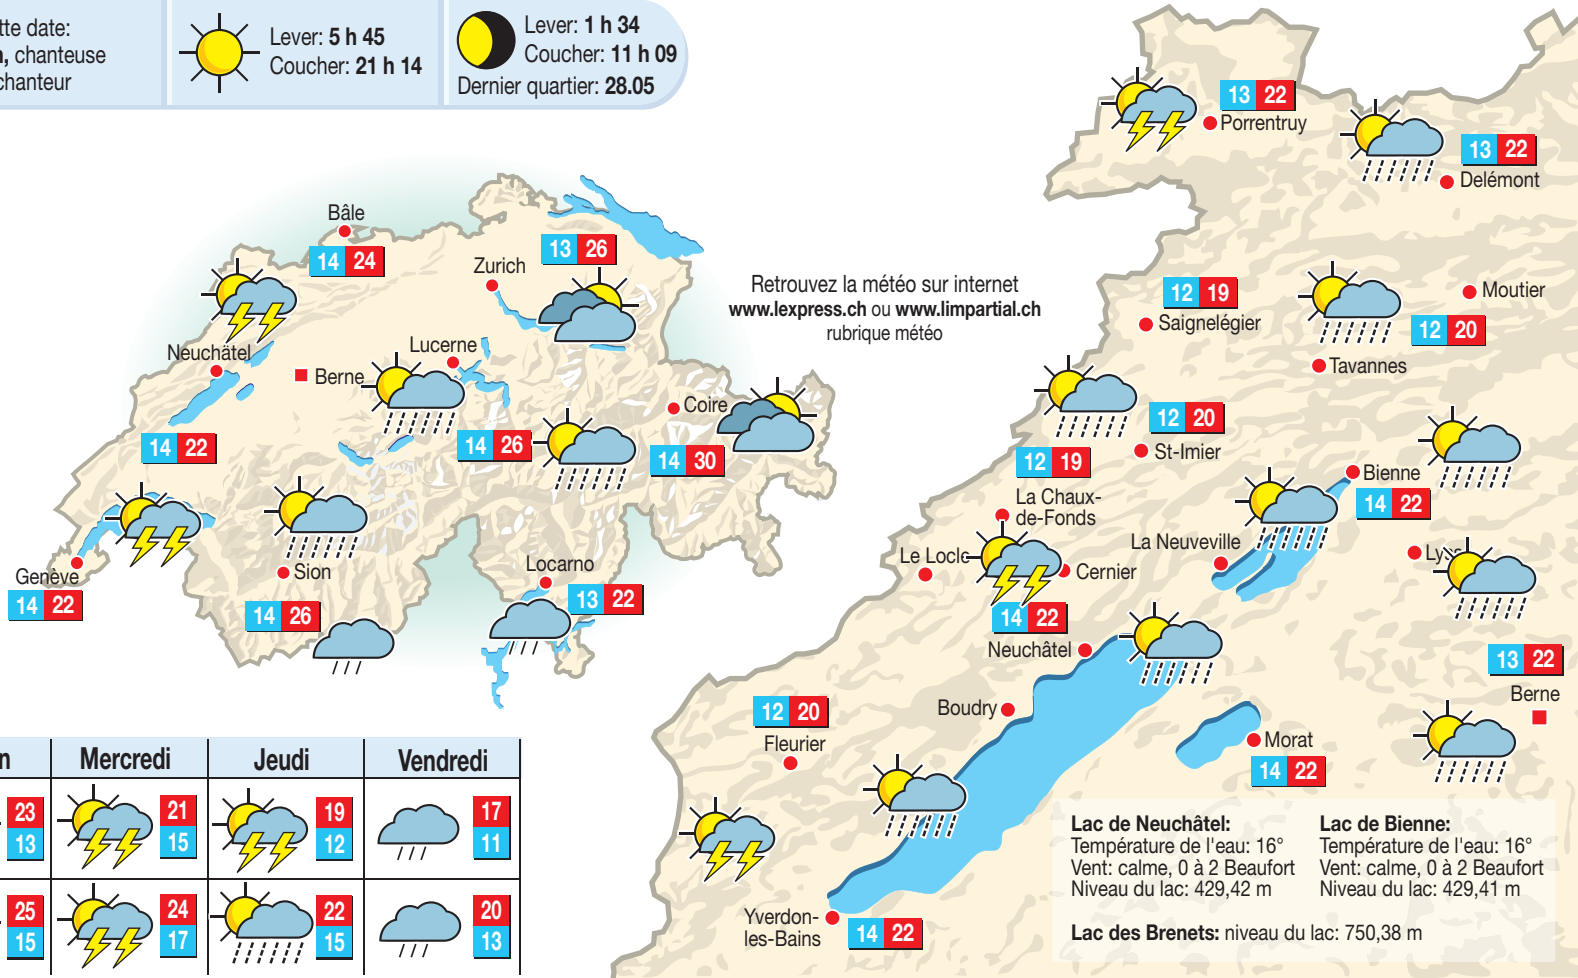 tte date:
, chanteuse
chanteur
Lever: 5 h 45
Coucher: 21 h 14
Lever: 1 h 34
Coucher: 11 h 09
Dernier quartier: 28.05
Bâle
14 24
Zurich
13 26
Neuchâtel
14 22
Berne
Lucerne
14 26
Coire
14 30
Genève
14 22
Sion
14 26
Locarno
13 22
Retrouvez la météo sur internet
www.lexpress.ch ou www.limpartial.ch
rubrique météo
13 22
Porrentruy
13 22
Delémont
12 19
Saignelégier
Moutier
12 20
Tavannes
12 20
St-Imier
12 19
La Chaux-
de-Fonds
Bienne
14 22
La Neuveville
Le Locle
Cernier
14 22
Neuchâtel
13 22
Berne
12 20
Fleurier
Boudry
Morat
14 22
Yverdon-
les-Bains
14 22
n Mercredi Jeudi Vendredi
23 21 19 17
13 15 12 11
25 24 22 20
15 17 15 13
Lac de Neuchâtel:
Température de l'eau: 16°
Vent: calme, 0 à 2 Beaufort
Niveau du lac: 429,42 m
Lac de Bienne:
Température de l'eau: 16°
Vent: calme, 0 à 2 Beaufort
Niveau du lac: 429,41 m
Lac des Brenets: niveau du lac: 750,38 m